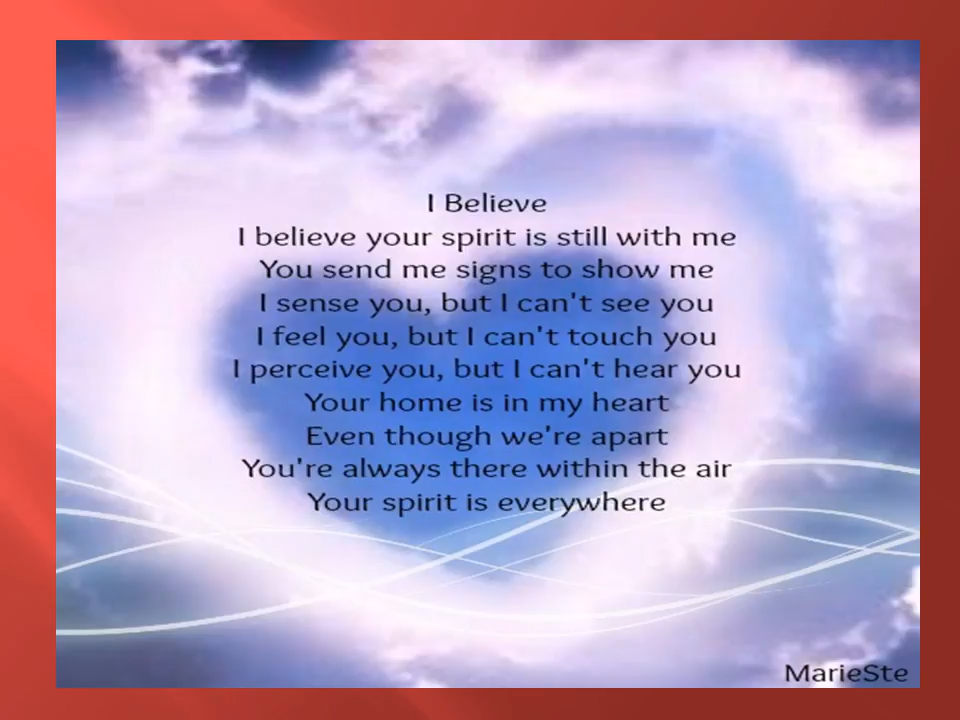 I Believe
I believe your spirit is still with me
You send me signs to show me
I sense you, but I can't see you
I feel you, but I can't touch you
I perceive you, but I can't hear you
Your home is in my heart
Even though we're apart
You're always there within the air
Your spirit is everywhere
MarieSte